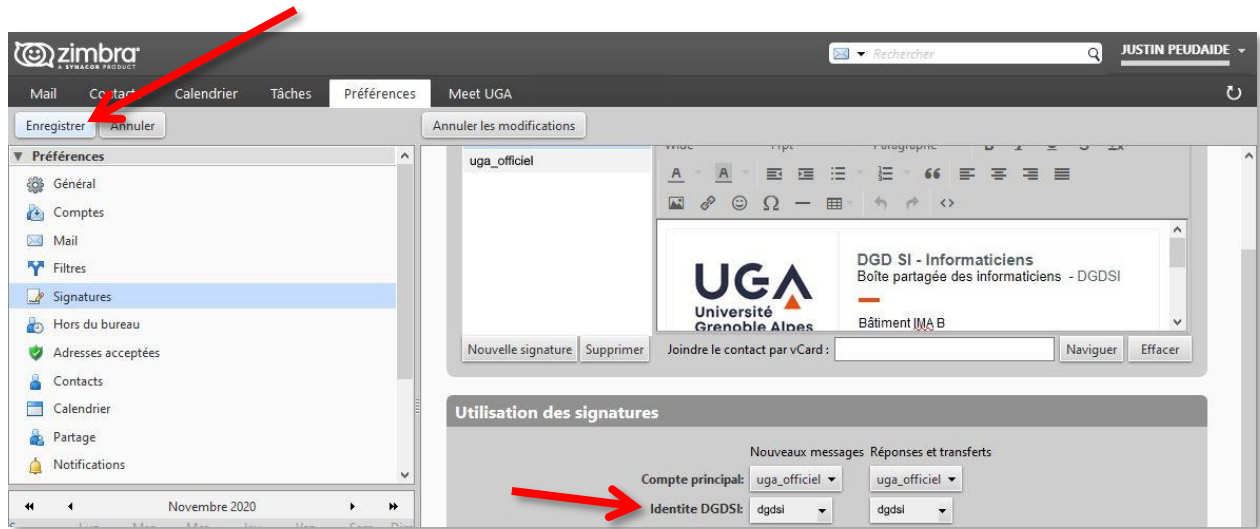 zimbra
A SYNACOR PRODUCT
Rechercher
JUSTIN PEUDAIDE
Mail Contacts Calendrier Tâches Préférences Meet UGA
Enregistrer Annuler Annuler les modifications
Préférences
Général
Comptes
Mail
Filtres
Signatures
Hors du bureau
Adresses acceptées
Contacts
Calendrier
Partage
Notifications
Novembre 2020
uga_officiel
Paragraphe
UGA
Université
Grenoble Alpes
DGD SI - Informaticiens
Boîte partagée des informaticiens - DGDSI
Bâtiment IMA B
Nouvelle signature Supprimer Joindre le contact par vCard : Naviguer Effacer
Utilisation des signatures
Nouveaux messages Réponses et transferts
Compte principal: uga_officiel uga_officiel
Identite DGDSI: dgdsi dgdsi